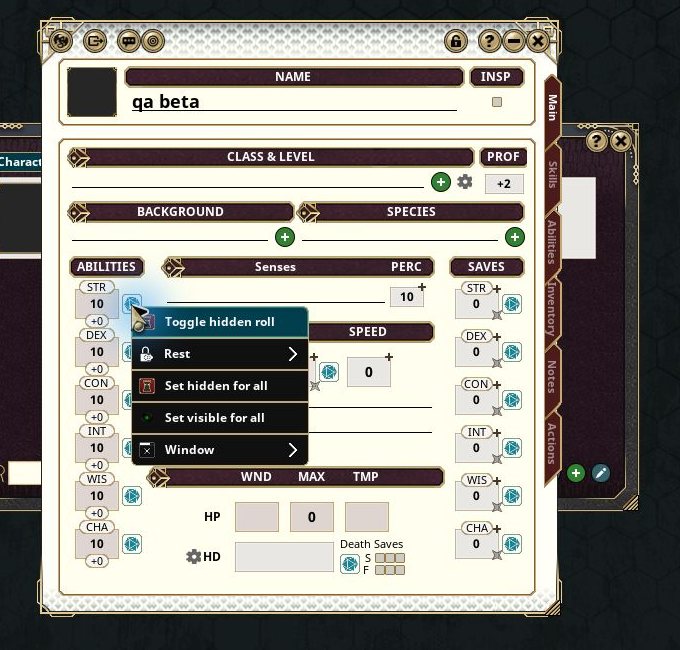 NAME
INSP
qa beta
CLASS & LEVEL
PROF
+2
BACKGROUND
SPECIES
ABILITIES
Senses
PERC
SAVES
STR
10
+0
10
STR
0
SPEED
0
DEX
10
+0
DEX
0
CON
10
+0
CON
0
INT
10
+0
INT
0
WIS
10
+0
WIS
0
CHA
10
+0
CHA
0
Toggle hidden roll
Rest
Set hidden for all
Set visible for all
Window
WND
MAX
TMP
HP
0
HD
Death Saves
S
F
Main
Skills
Abilities
Inventory
Notes
Actions
Charact
?
?